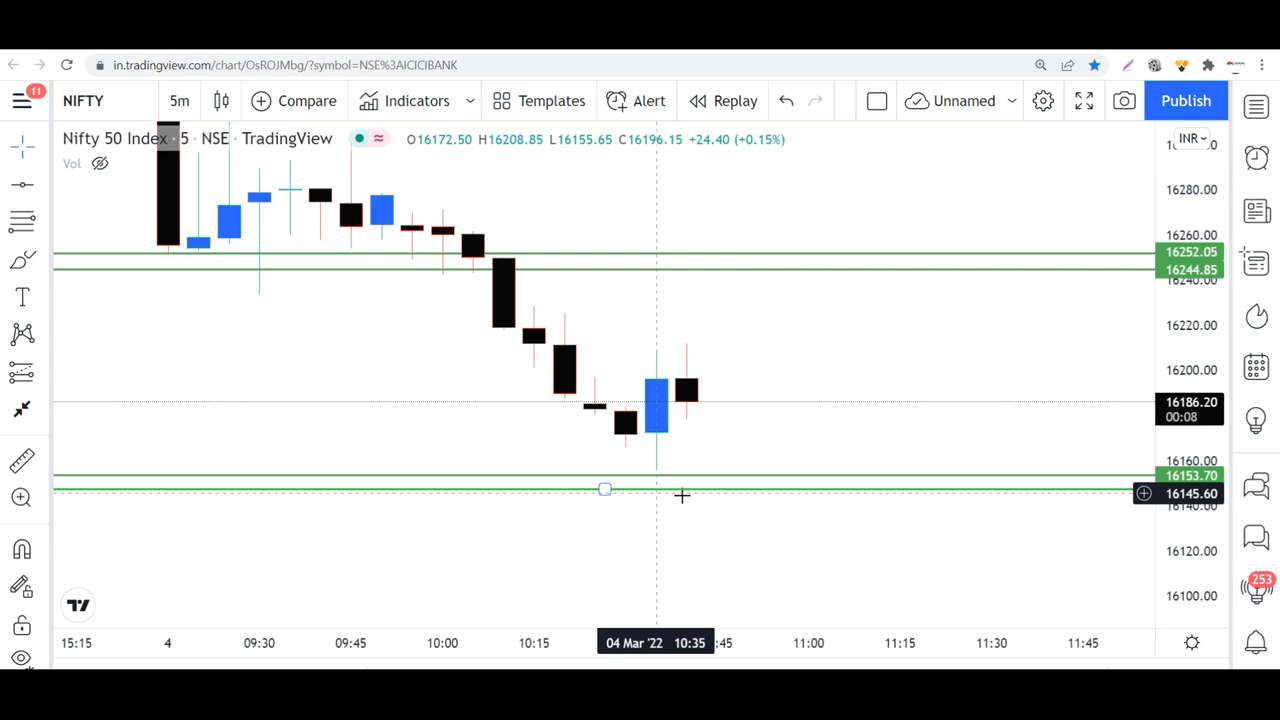 in.tradingview.com/chart/OsROJMbg/?symbol=NSE%3AICICIBANK
11
NIFTY
5m
Compare
Indicators
Templates
Alert
Replay
Unnamed
Publish
Nifty 50 Index · 5 · NSE · TradingView
O16172.50 H16208.85 L16155.65 C16196.15 +24.40 (+0.15%)
INR
Vol
16280.00
16260.00
16252.05
16244.85
16240.00
16220.00
16200.00
16186.20
00:08
16160.00
16153.70
16145.60
16140.00
16120.00
16100.00
253
15:15
4
09:30
09:45
10:00
10:15
04 Mar '22 10:35
:45
11:00
11:15
11:30
11:45